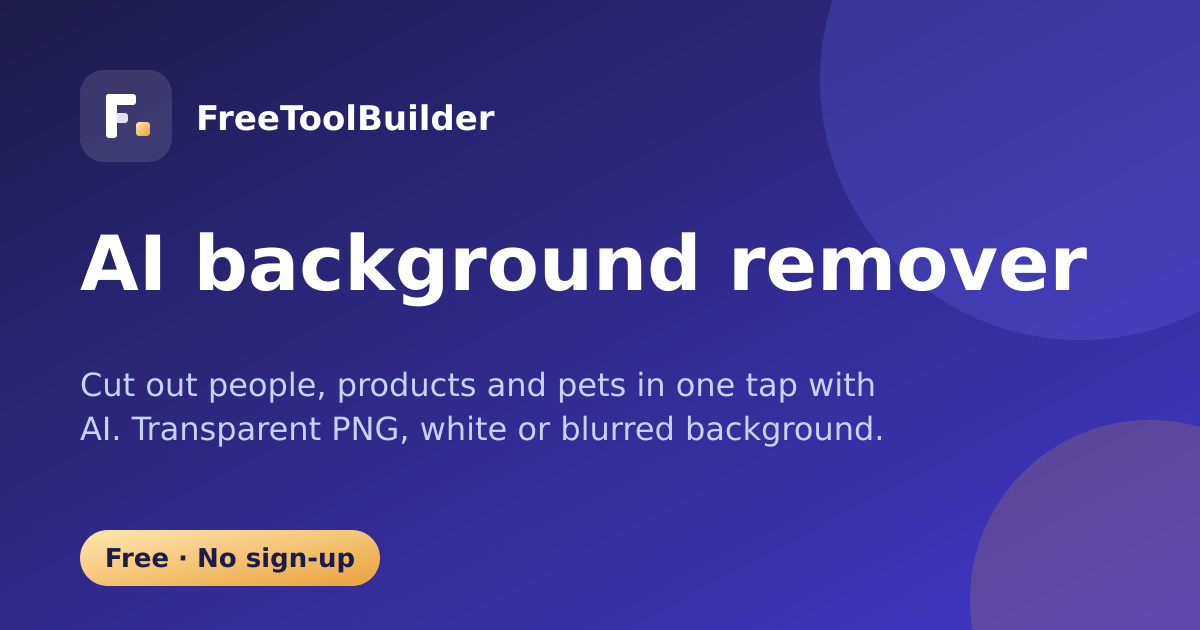 F.
FreeToolBuilder
AI background remover
Cut out people, products and pets in one tap with
AI. Transparent PNG, white or blurred background.
Free · No sign-up